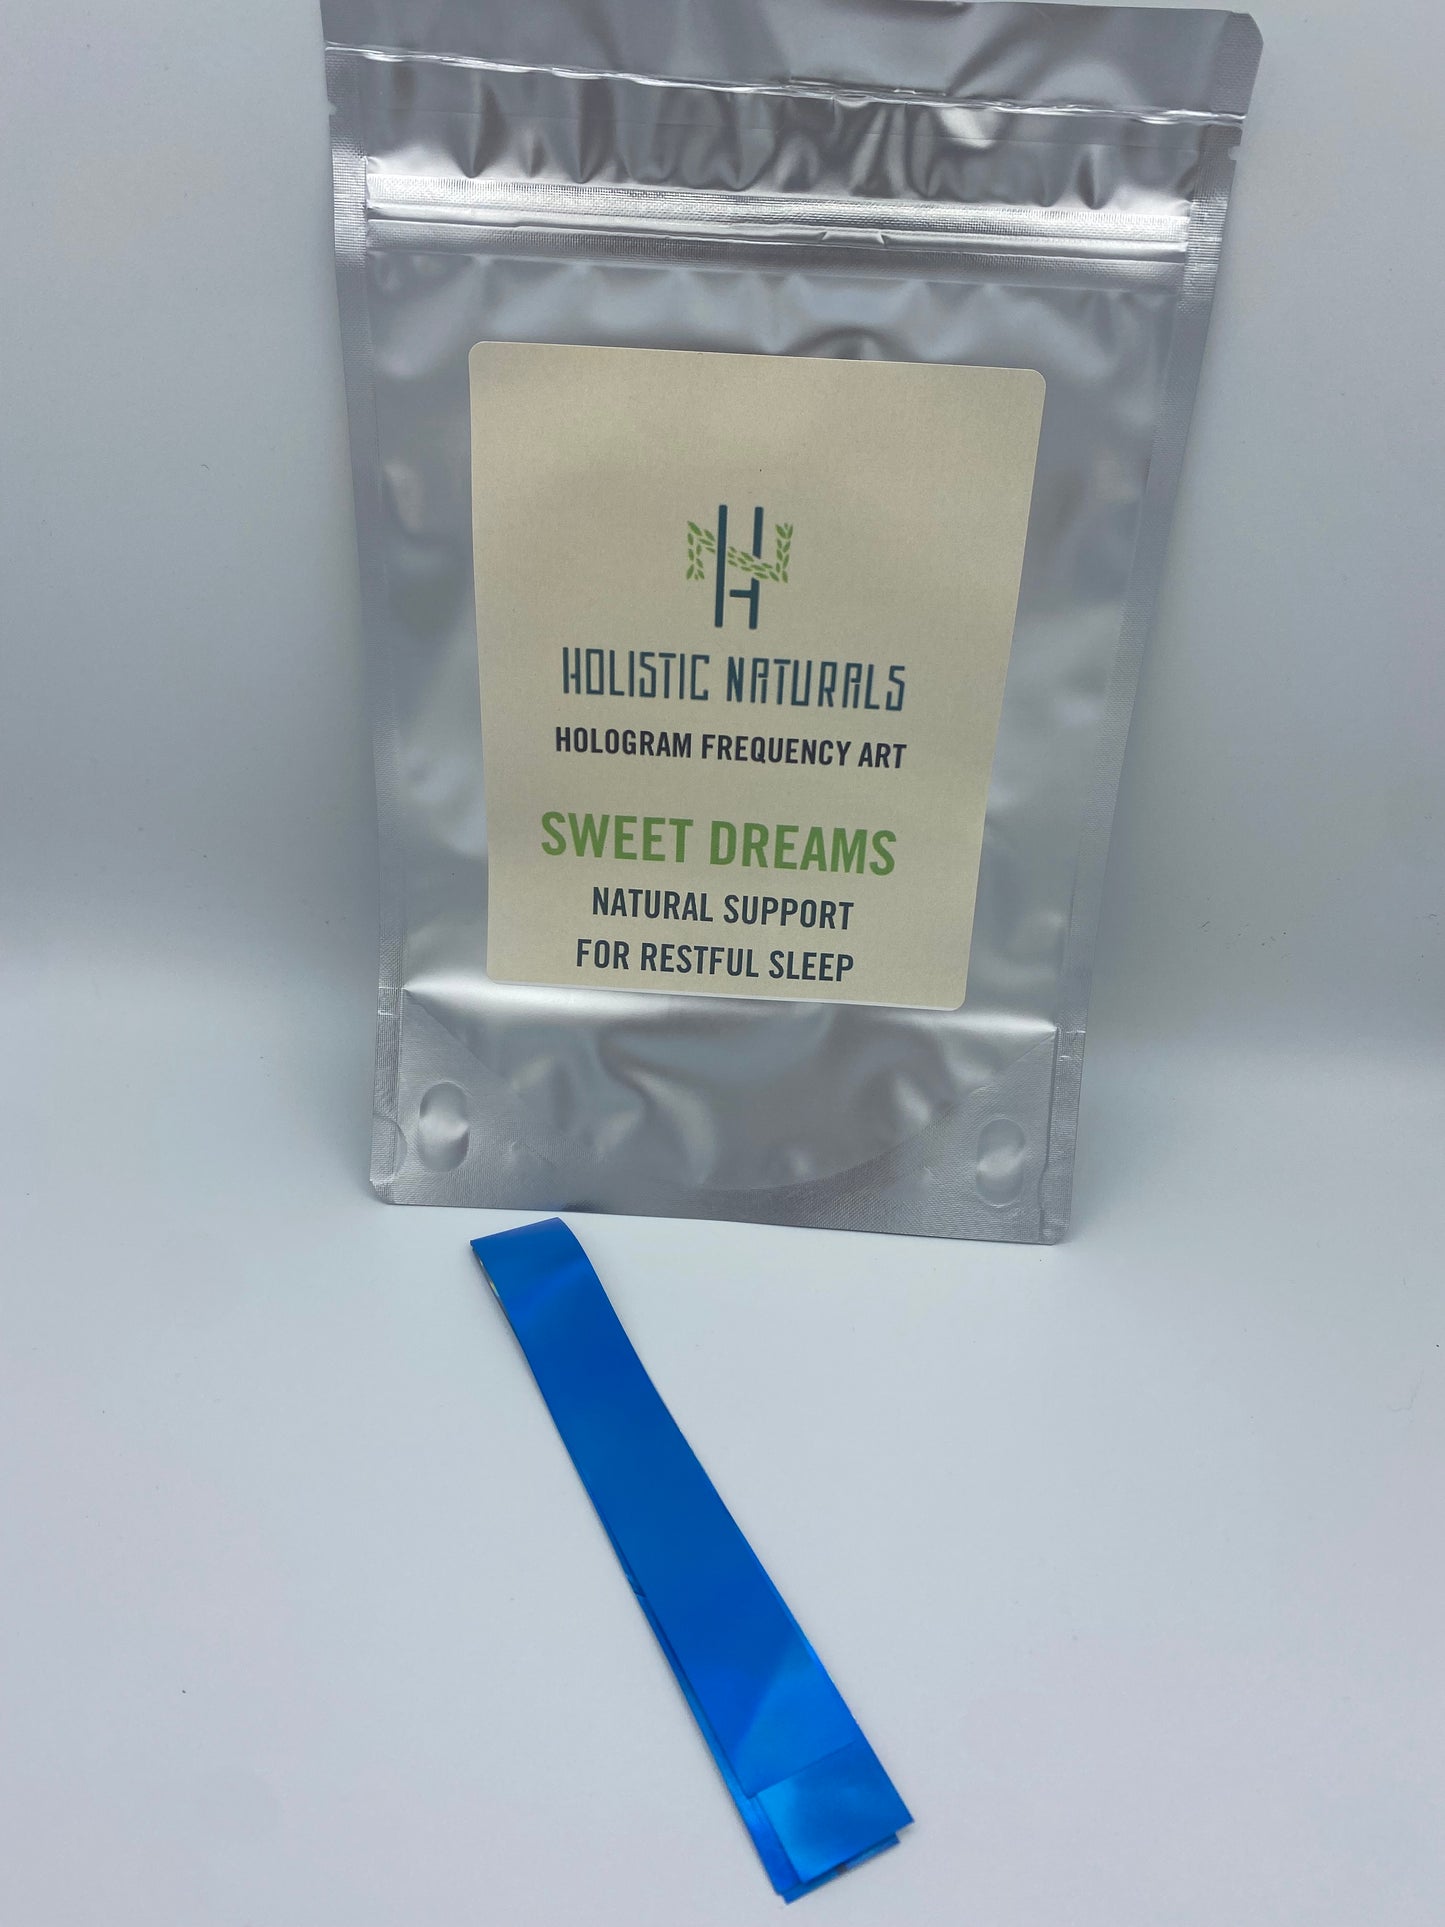 HOLISTIC NATURALS
HOLOGRAM FREQUENCY ART
SWEET DREAMS
NATURAL SUPPORT
FOR RESTFUL SLEEP